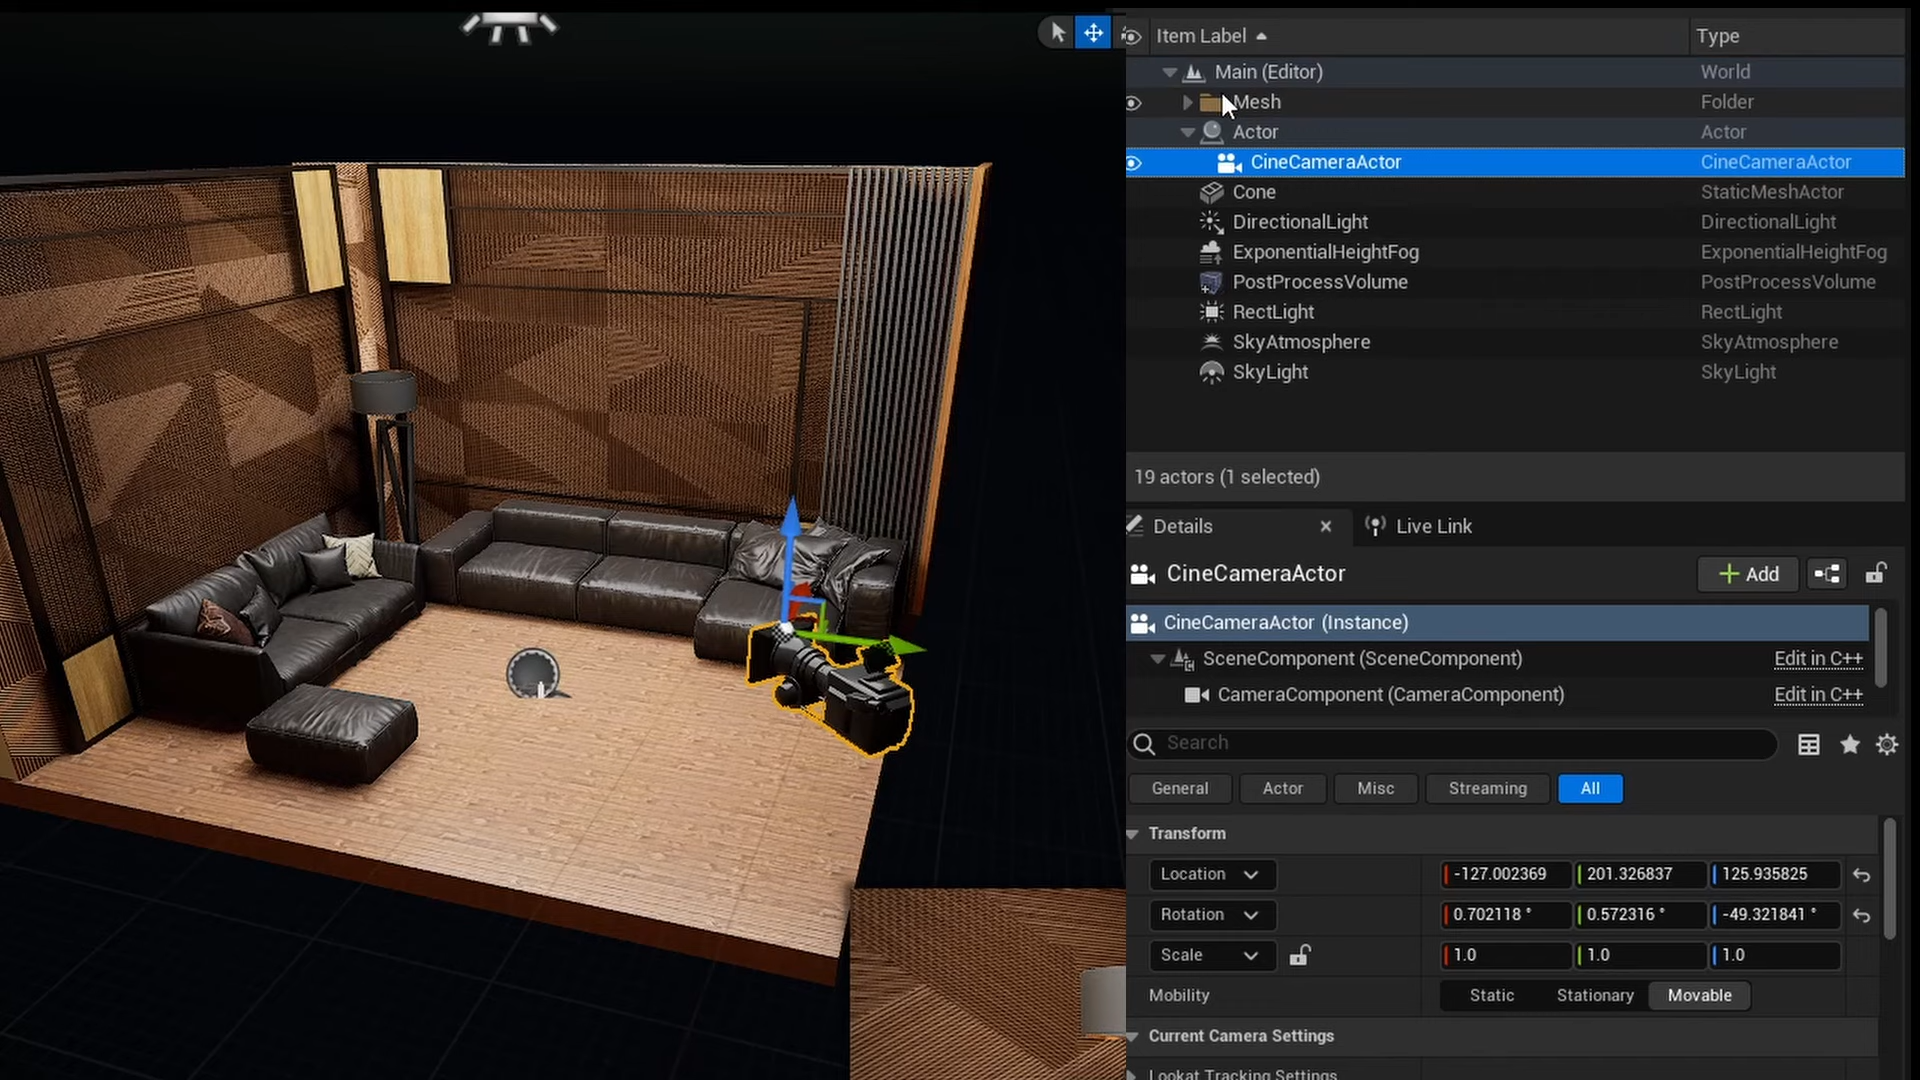 Item Label Type
Main (Editor) World
Mesh Folder
Actor Actor
CineCameraActor CineCameraActor
Cone StaticMeshActor
DirectionalLight DirectionalLight
ExponentialHeightFog ExponentialHeightFog
PostProcessVolume PostProcessVolume
RectLight RectLight
SkyAtmosphere SkyAtmosphere
SkyLight SkyLight
19 actors (1 selected)
Details Live Link
CineCameraActor Add
CineCameraActor (Instance)
SceneComponent (SceneComponent) Edit in C++
CameraComponent (CameraComponent) Edit in C++
Search
General Actor Misc Streaming All
Transform
Location -127.002369 201.326837 125.935825
Rotation 0.702118 ° 0.572316 ° -49.321841 °
Scale 1.0 1.0 1.0
Mobility Static Stationary Movable
Current Camera Settings
Lookat Tracking Settings